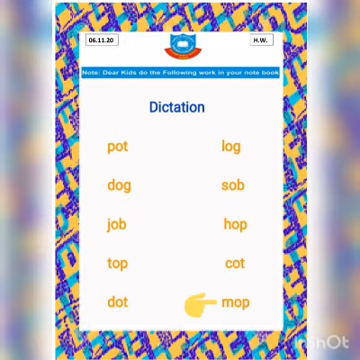 06.11.20 H.W.
Note: Dear Kids do the Following work in your note book
Dictation
pot log
dog sob
job hop
top cot
dot mop
InShOt